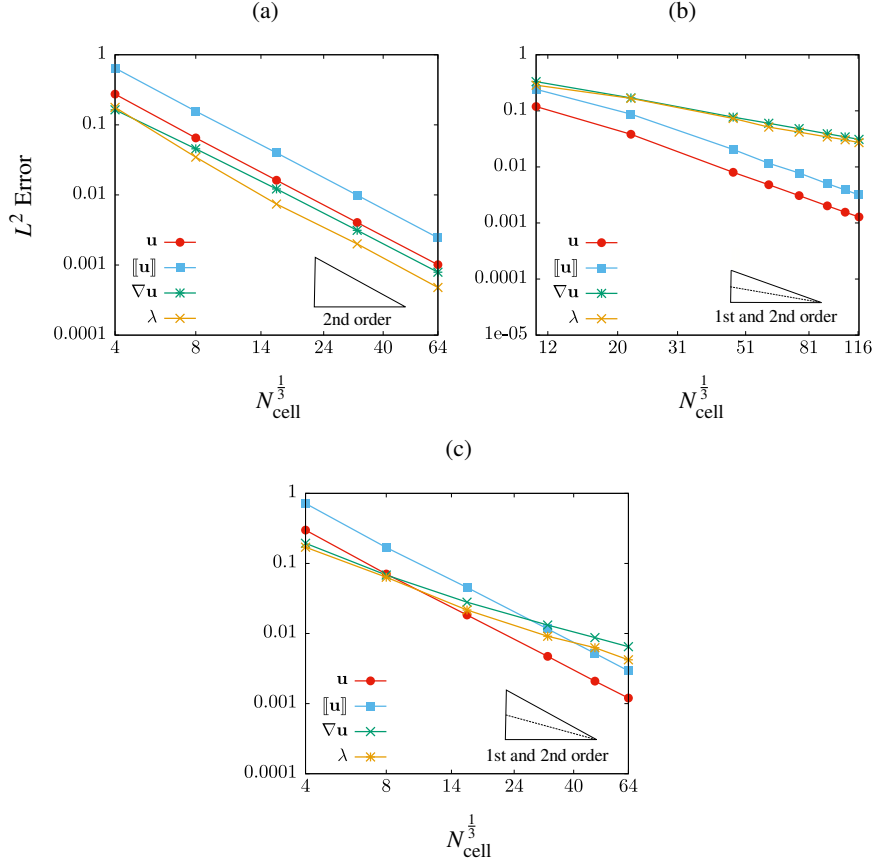 (a)
L² Error
1
0.1
0.01
0.001
0.0001
u
⟦u⟧
∇u
λ
2nd order
4 8 14 24 40 64
N_cell^{1/3}
(b)
1
0.1
0.01
0.001
0.0001
1e-05
u
⟦u⟧
∇u
λ
1st and 2nd order
12 20 31 51 81 116
N_cell^{1/3}
(c)
1
0.1
0.01
0.001
0.0001
u
⟦u⟧
∇u
λ
1st and 2nd order
4 8 14 24 40 64
N_cell^{1/3}